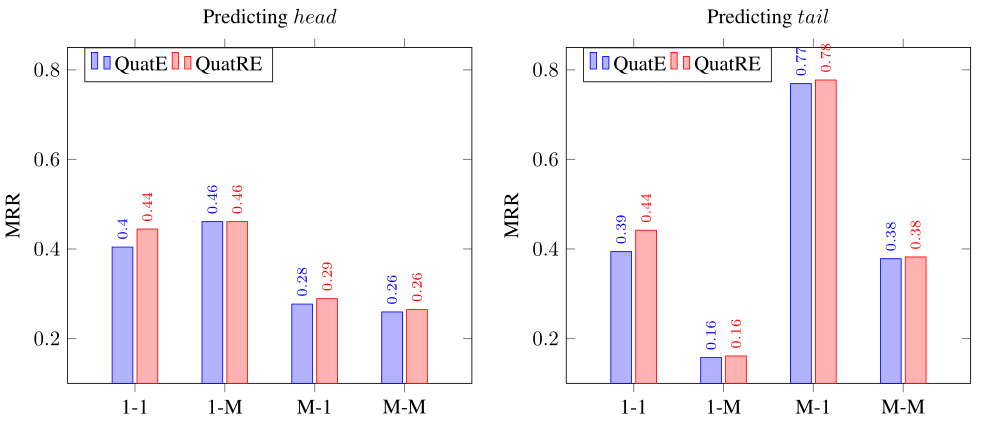 Predicting head
QuatE QuatRE
MRR
0.8
0.6
0.4
0.2
0.4
0.44
0.46
0.46
0.28
0.29
0.26
0.26
1-1
1-M
M-1
M-M
Predicting tail
QuatE QuatRE
MRR
0.8
0.6
0.4
0.2
0.39
0.44
0.16
0.16
0.77
0.78
0.38
0.38
1-1
1-M
M-1
M-M